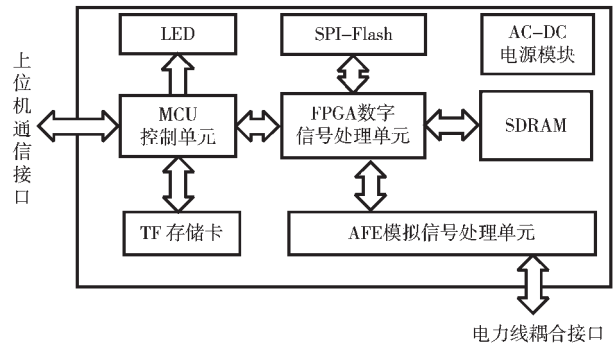 LED
SPI-Flash
AC-DC
电源模块
上位机通信接口
MCU
控制单元
FPGA数字
信号处理单元
SDRAM
TF 存储卡
AFE模拟信号处理单元
电力线耦合接口